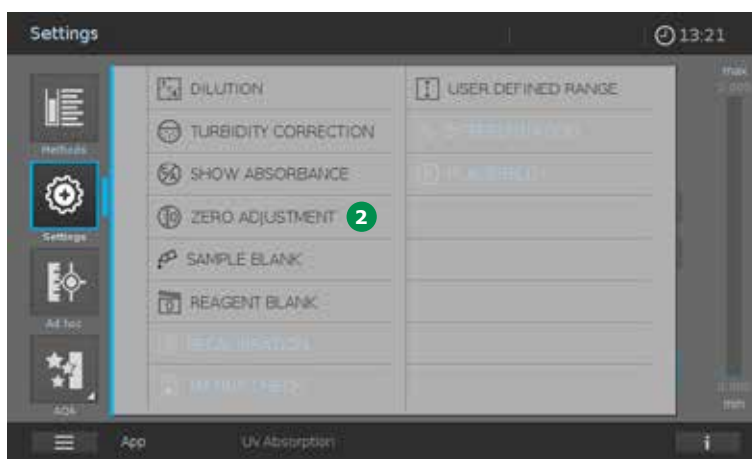 Settings
13:21
Methods
Settings
Ad hoc
AQA
DILUTION
TURBIDITY CORRECTION
SHOW ABSORBANCE
ZERO ADJUSTMENT 2
SAMPLE BLANK
REAGENT BLANK
RECALIBRATION
USER DEFINED RANGE
max
min
App
Uv Absorption
i